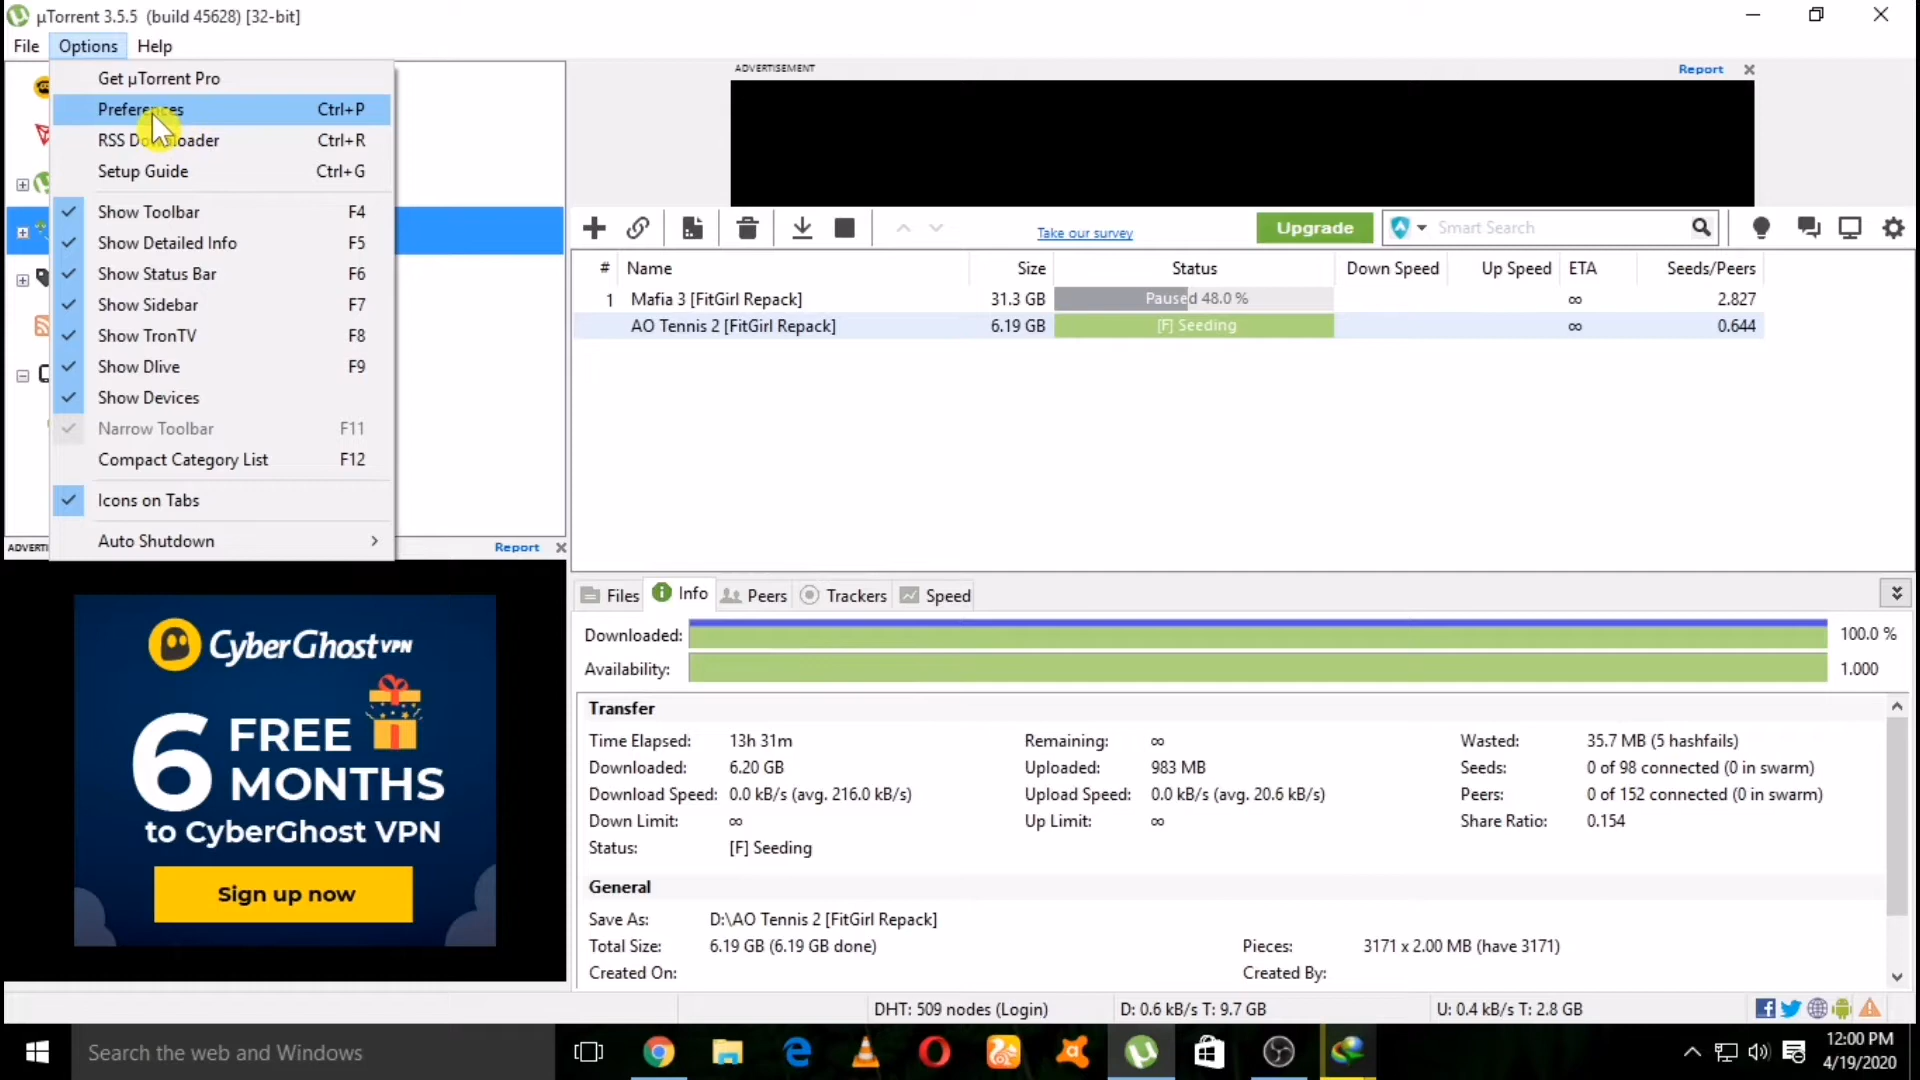 µTorrent 3.5.5 (build 45628) [32-bit]
File Options Help
Get µTorrent Pro
Preferences Ctrl+P
RSS Downloader Ctrl+R
Setup Guide Ctrl+G
Show Toolbar F4
Show Detailed Info F5
Show Status Bar F6
Show Sidebar F7
Show TronTV F8
Show Dlive F9
Show Devices
Narrow Toolbar F11
Compact Category List F12
Icons on Tabs
Auto Shutdown
ADVERTI Report
CyberGhost VPN
6 FREE
MONTHS
to CyberGhost VPN
Sign up now
ADVERTISEMENT Report
Take our survey Upgrade Smart Search
# Name Size Status Down Speed Up Speed ETA Seeds/Peers
1 Mafia 3 [FitGirl Repack] 31.3 GB Paused 48.0 % ∞ 2.827
AO Tennis 2 [FitGirl Repack] 6.19 GB [F] Seeding ∞ 0.644
Files Info Peers Trackers Speed
Downloaded: 100.0 %
Availability: 1.000
Transfer
Time Elapsed: 13h 31m Remaining: ∞ Wasted: 35.7 MB (5 hashfails)
Downloaded: 6.20 GB Uploaded: 983 MB Seeds: 0 of 98 connected (0 in swarm)
Download Speed: 0.0 kB/s (avg. 216.0 kB/s) Upload Speed: 0.0 kB/s (avg. 20.6 kB/s) Peers: 0 of 152 connected (0 in swarm)
Down Limit: ∞ Up Limit: ∞ Share Ratio: 0.154
Status: [F] Seeding
General
Save As: D:\AO Tennis 2 [FitGirl Repack]
Total Size: 6.19 GB (6.19 GB done) Pieces: 3171 x 2.00 MB (have 3171)
Created On: Created By:
DHT: 509 nodes (Login) D: 0.6 kB/s T: 9.7 GB U: 0.4 kB/s T: 2.8 GB
Search the web and Windows
12:00 PM
4/19/2020